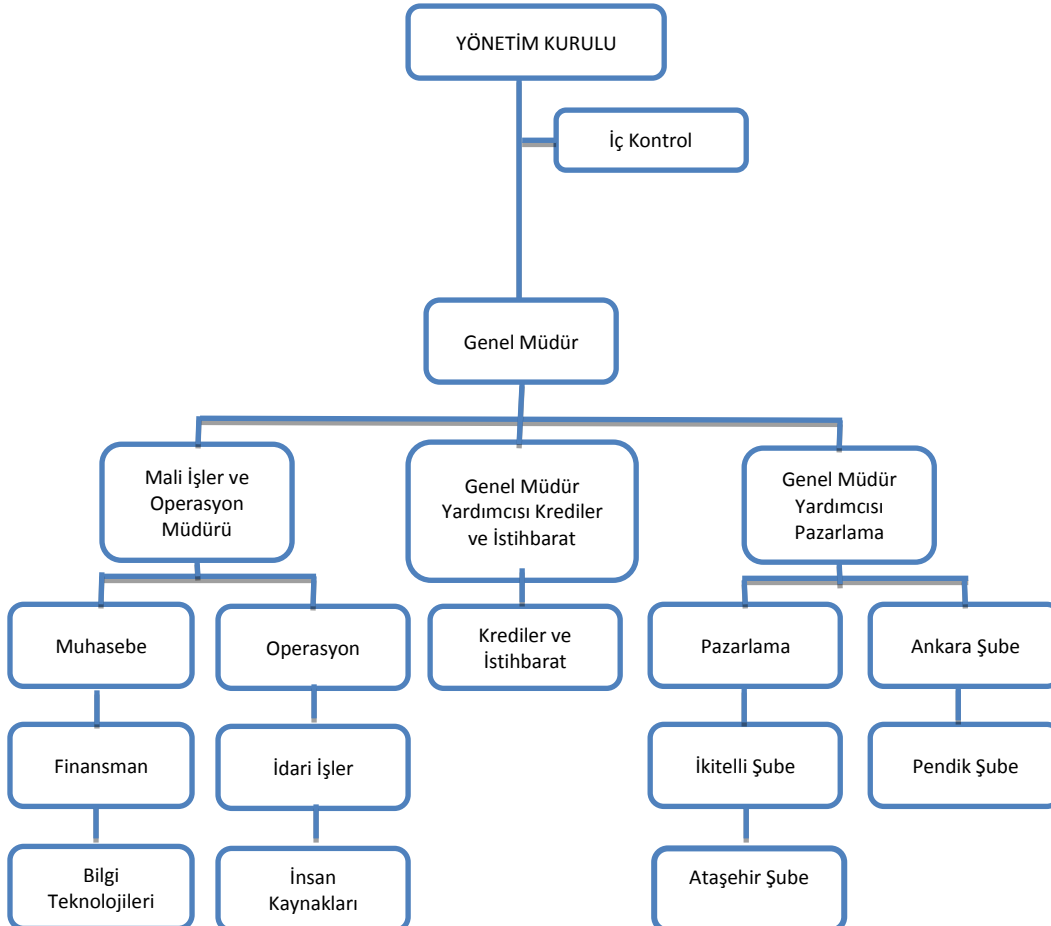 YÖNETİM KURULU
İç Kontrol
Genel Müdür
Mali İşler ve
Operasyon
Müdürü
Genel Müdür
Yardımcısı Krediler
ve İstihbarat
Genel Müdür
Yardımcısı
Pazarlama
Muhasebe
Operasyon
Krediler ve
İstihbarat
Pazarlama
Ankara Şube
Finansman
İdari İşler
İkitelli Şube
Pendik Şube
Bilgi
Teknolojileri
İnsan
Kaynakları
Ataşehir Şube